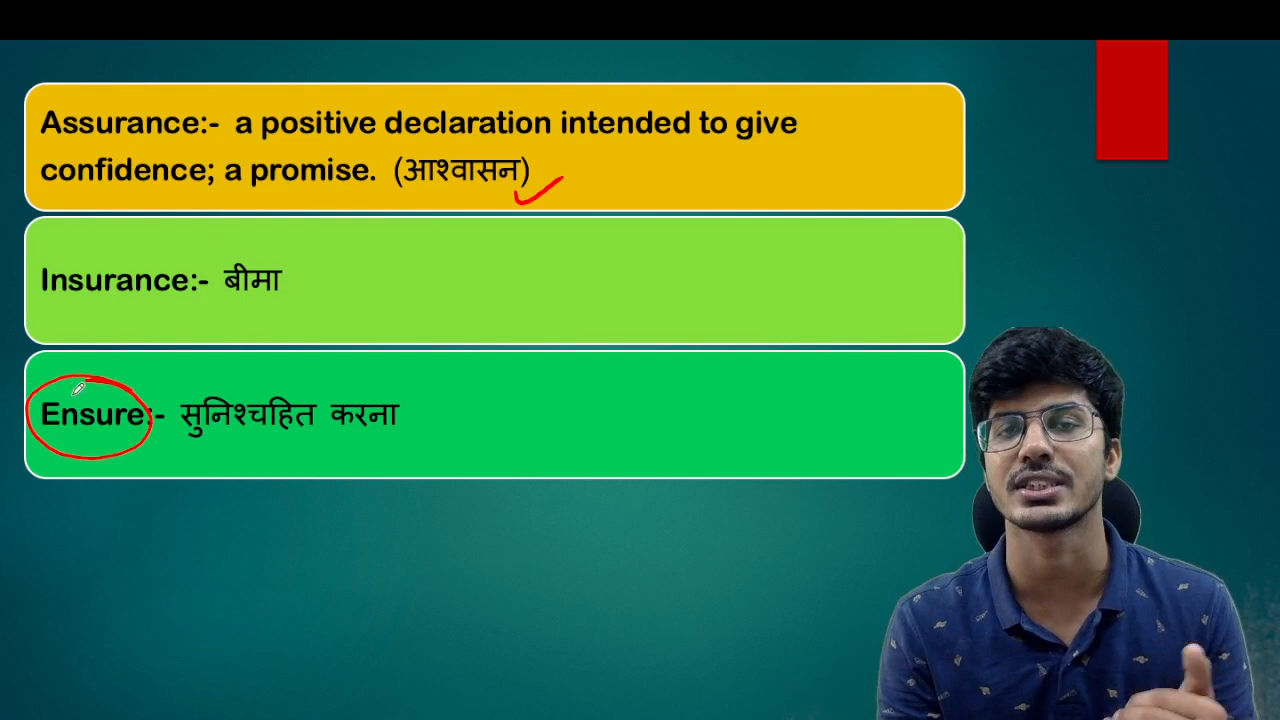 Assurance:- a positive declaration intended to give
confidence; a promise. (आश्वासन)
Insurance:- बीमा
Ensure:- सुनिश्चहित करना